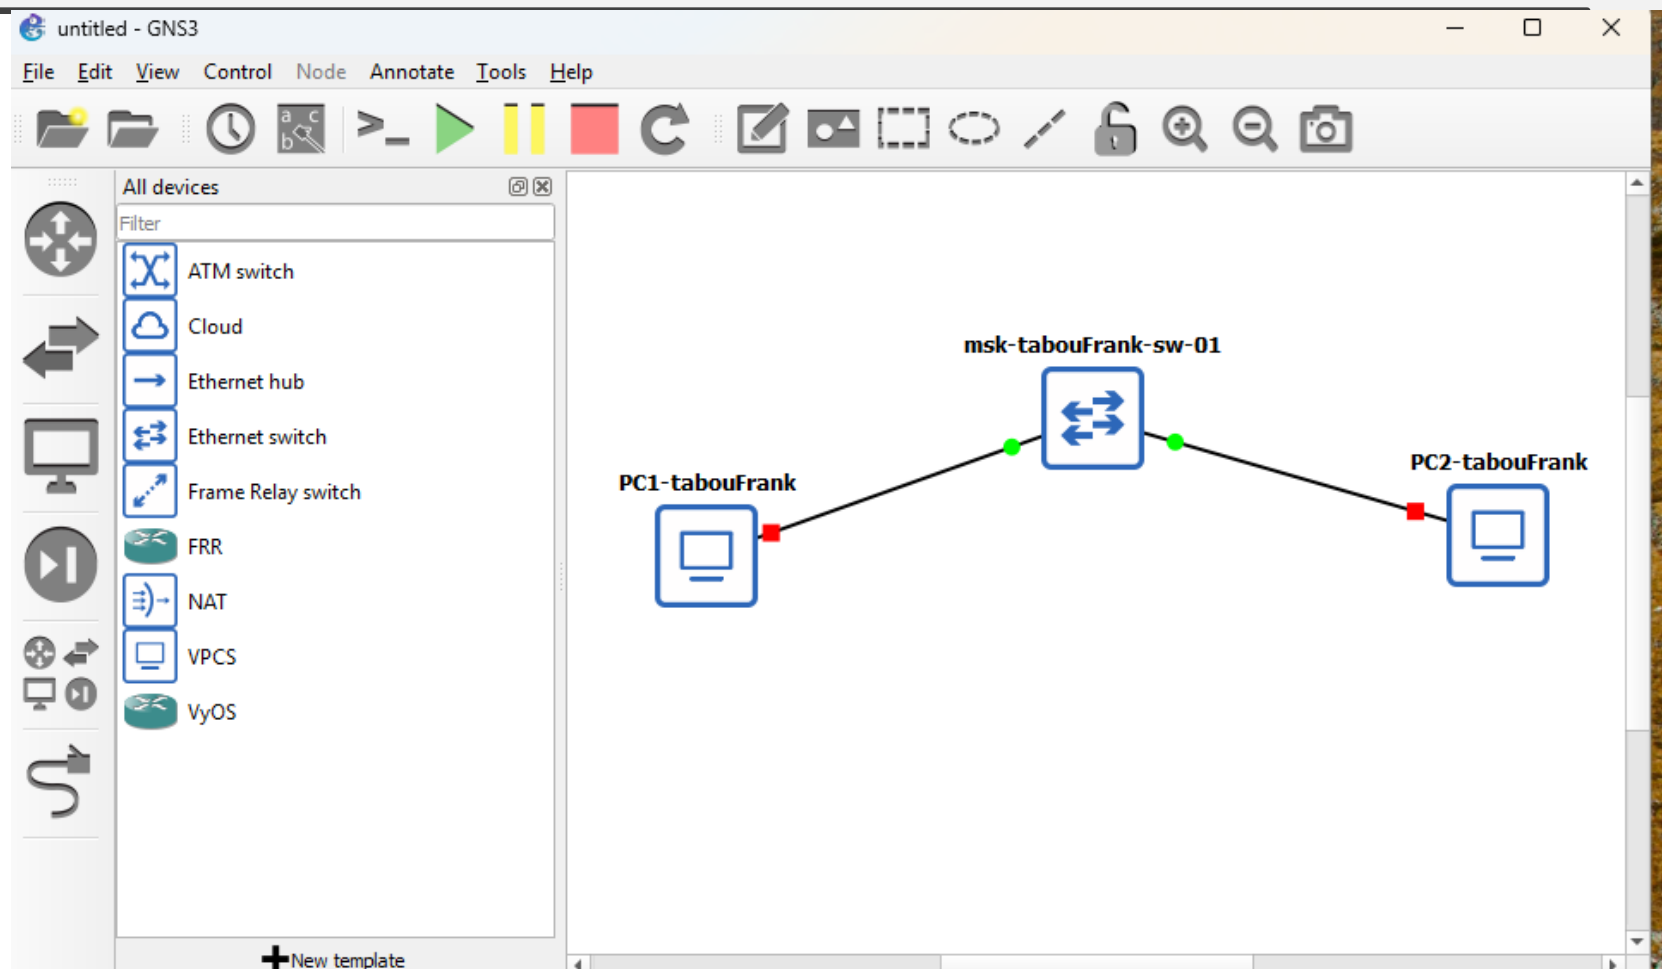 untitled - GNS3
File Edit View Control Node Annotate Tools Help
a c
b
All devices
Filter
ATM switch
Cloud
Ethernet hub
Ethernet switch
Frame Relay switch
FRR
NAT
VPCS
VyOS
New template
msk-tabouFrank-sw-01
PC1-tabouFrank
PC2-tabouFrank